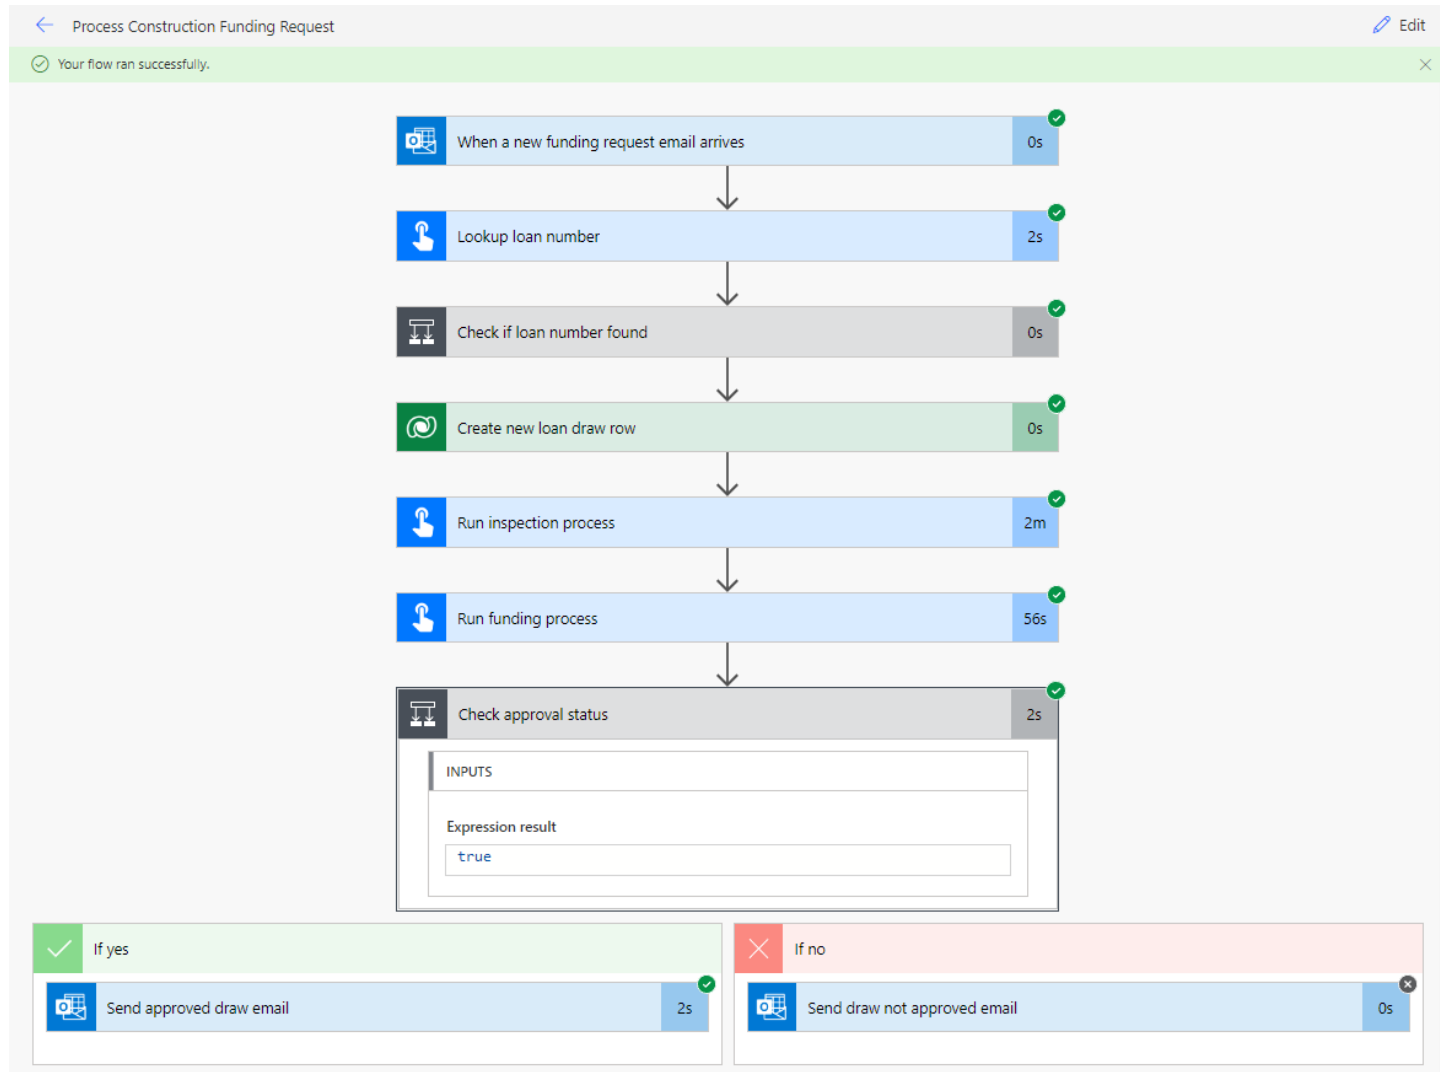 Process Construction Funding Request
Edit
Your flow ran successfully.
When a new funding request email arrives
0s
Lookup loan number
2s
Check if loan number found
0s
Create new loan draw row
0s
Run inspection process
2m
Run funding process
56s
Check approval status
2s
INPUTS
Expression result
true
If yes
Send approved draw email
2s
If no
Send draw not approved email
0s